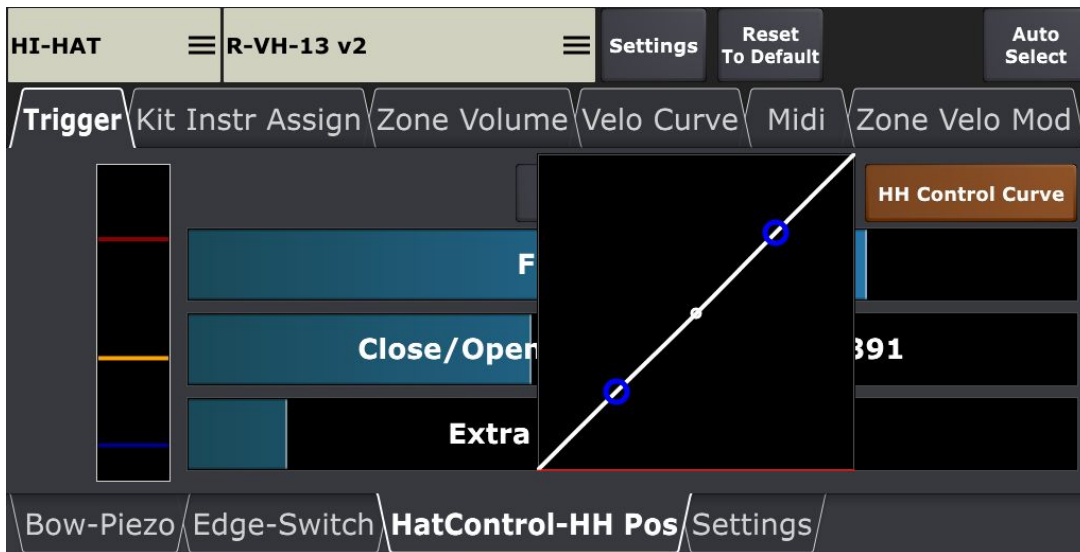 HI-HAT
R-VH-13 v2
Settings
Reset
To Default
Auto
Select
Trigger
Kit Instr Assign
Zone Volume
Velo Curve
Midi
Zone Velo Mod
HH Control Curve
F
Close/Open
391
Extra
Bow-Piezo
Edge-Switch
HatControl-HH Pos
Settings